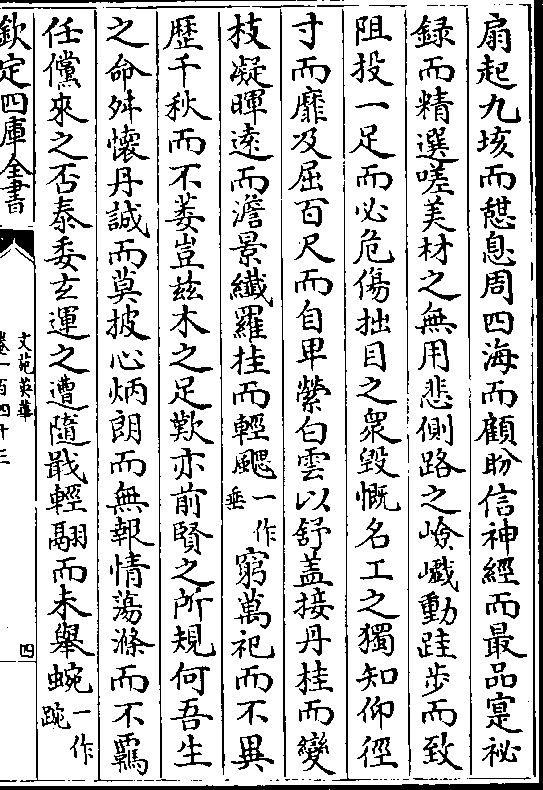 扇起九垓而憇息周四海而顧盼信神經而最品寔祕
録而精選嗟美材之無用悲側路之嶮巇動跬步而致
阻投一足而必危傷拙目之衆毀慨名工之獨知仰徑
寸而靡及屈百尺而自卑縈白雲以舒蓋接丹桂而變
枝凝暉遠而澹景纎羅挂而輕颸一作垂窮萬祀而不異
歴千秋而不萎豈兹木之足歎亦前賢之所規何吾生
之命舛懐丹誠而莫披心炳朗而無報情蕩滌而不羈
任儻來之否泰委玄運之遭隨戢輕翮而未舉蜿一作踠
欽定四庫全書
文苑英華
卷一百四十三
四